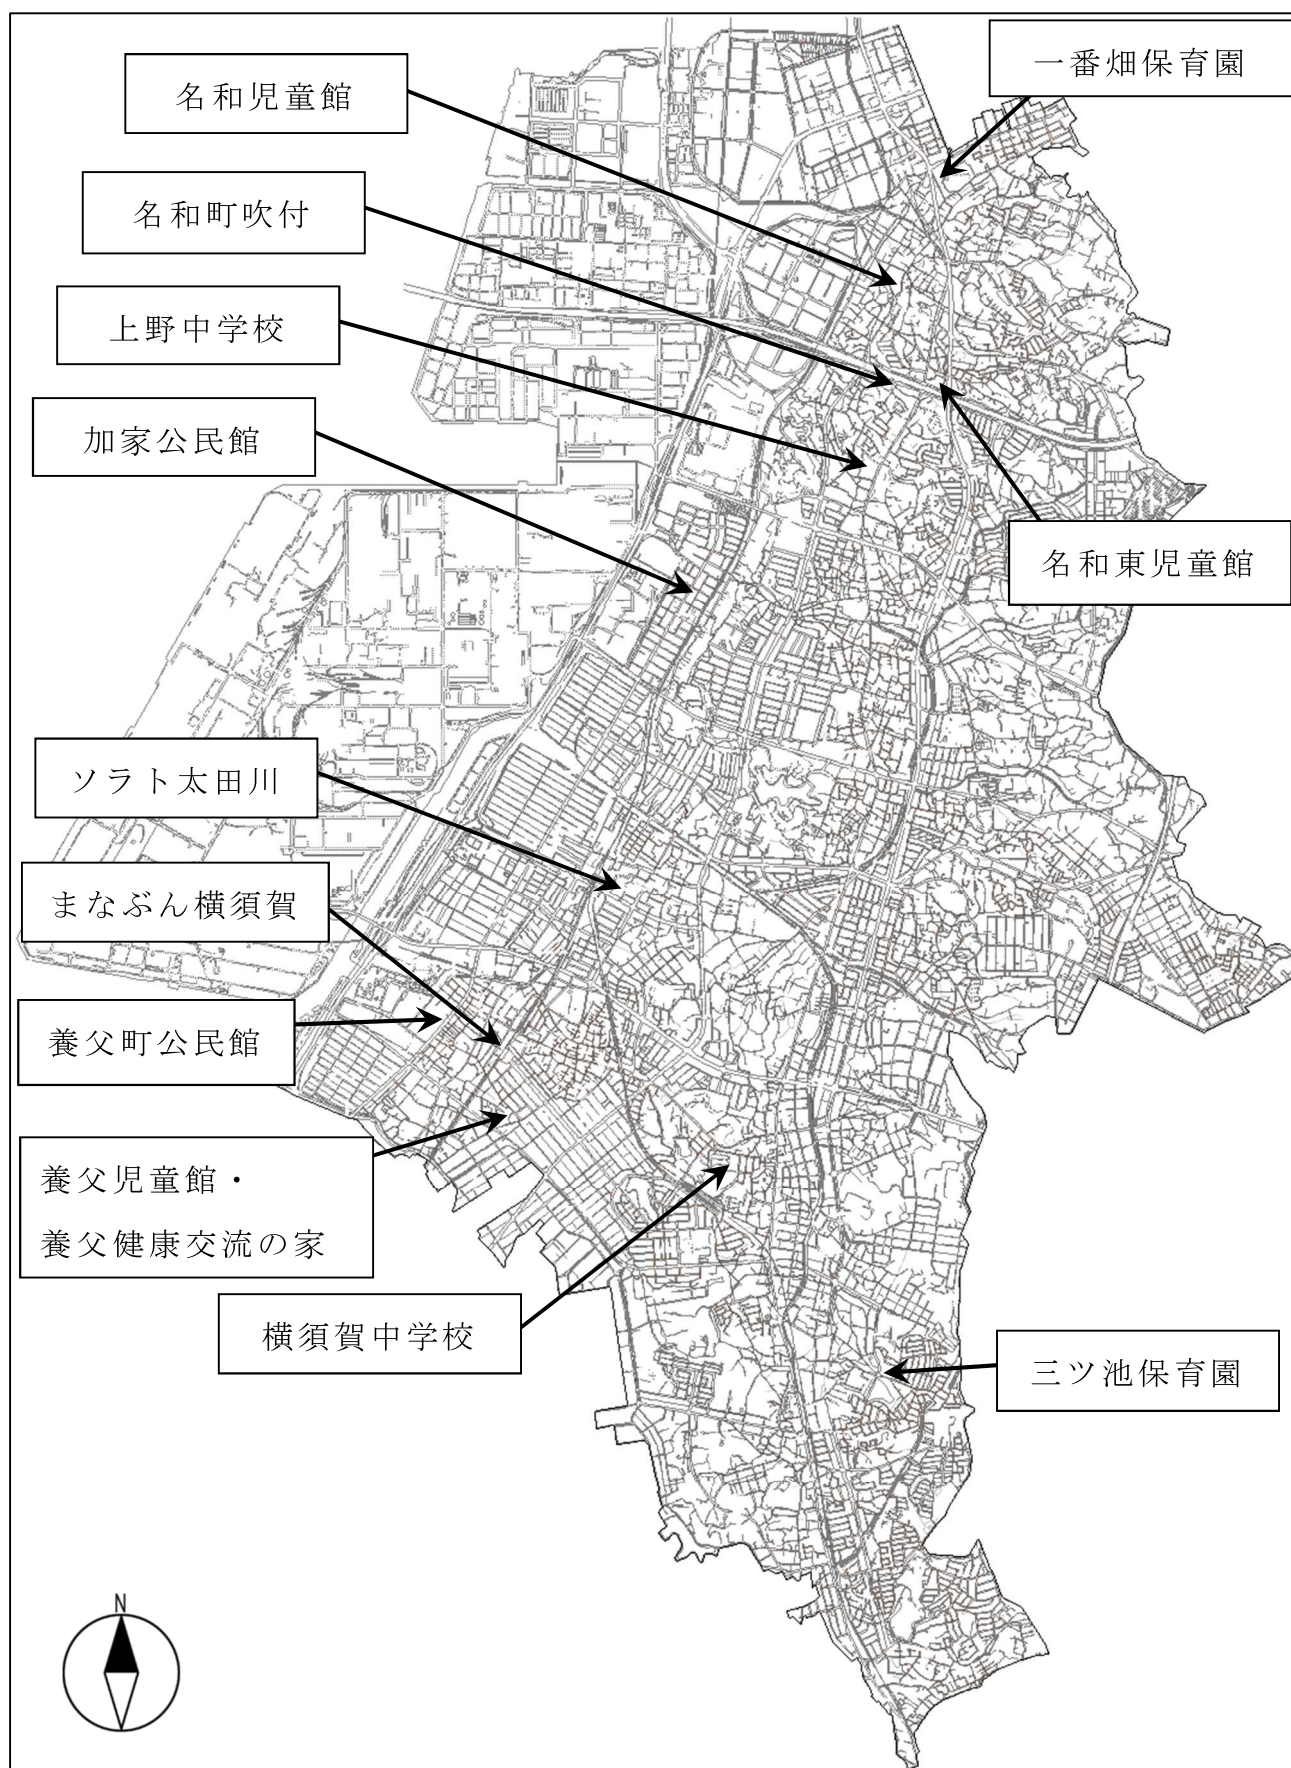 一番畑保育園
名和児童館
名和町吹付
上野中学校
加家公民館
名和東児童館
ソラト太田川
まなぶん横須賀
養父町公民館
養父児童館・
養父健康交流の家
横須賀中学校
三ツ池保育園
N